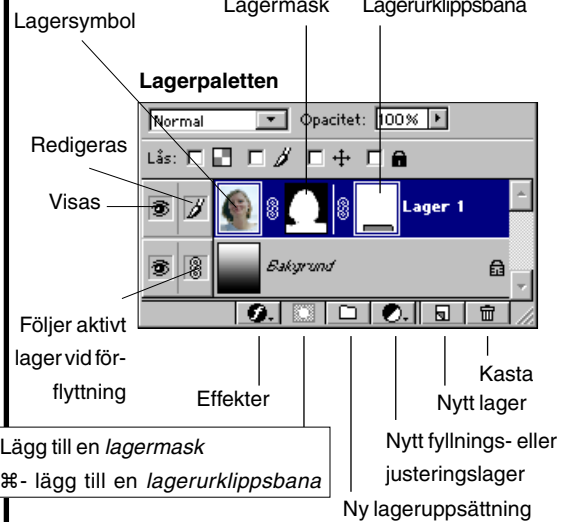 Lagermask
Lagerurklippsbana
Lagersymbol
Lagerpaletten
Normal
Opacitet: 100%
Redigeras
Lås:
Visas
Lager 1
Bakgrund
Följer aktivt
lager vid för-
flyttning
Effekter
Kasta
Nytt lager
Lägg till en lagermask
⌘- lägg till en lagerurklippsbana
Nytt fyllnings- eller
justeringslager
Ny lageruppsättning